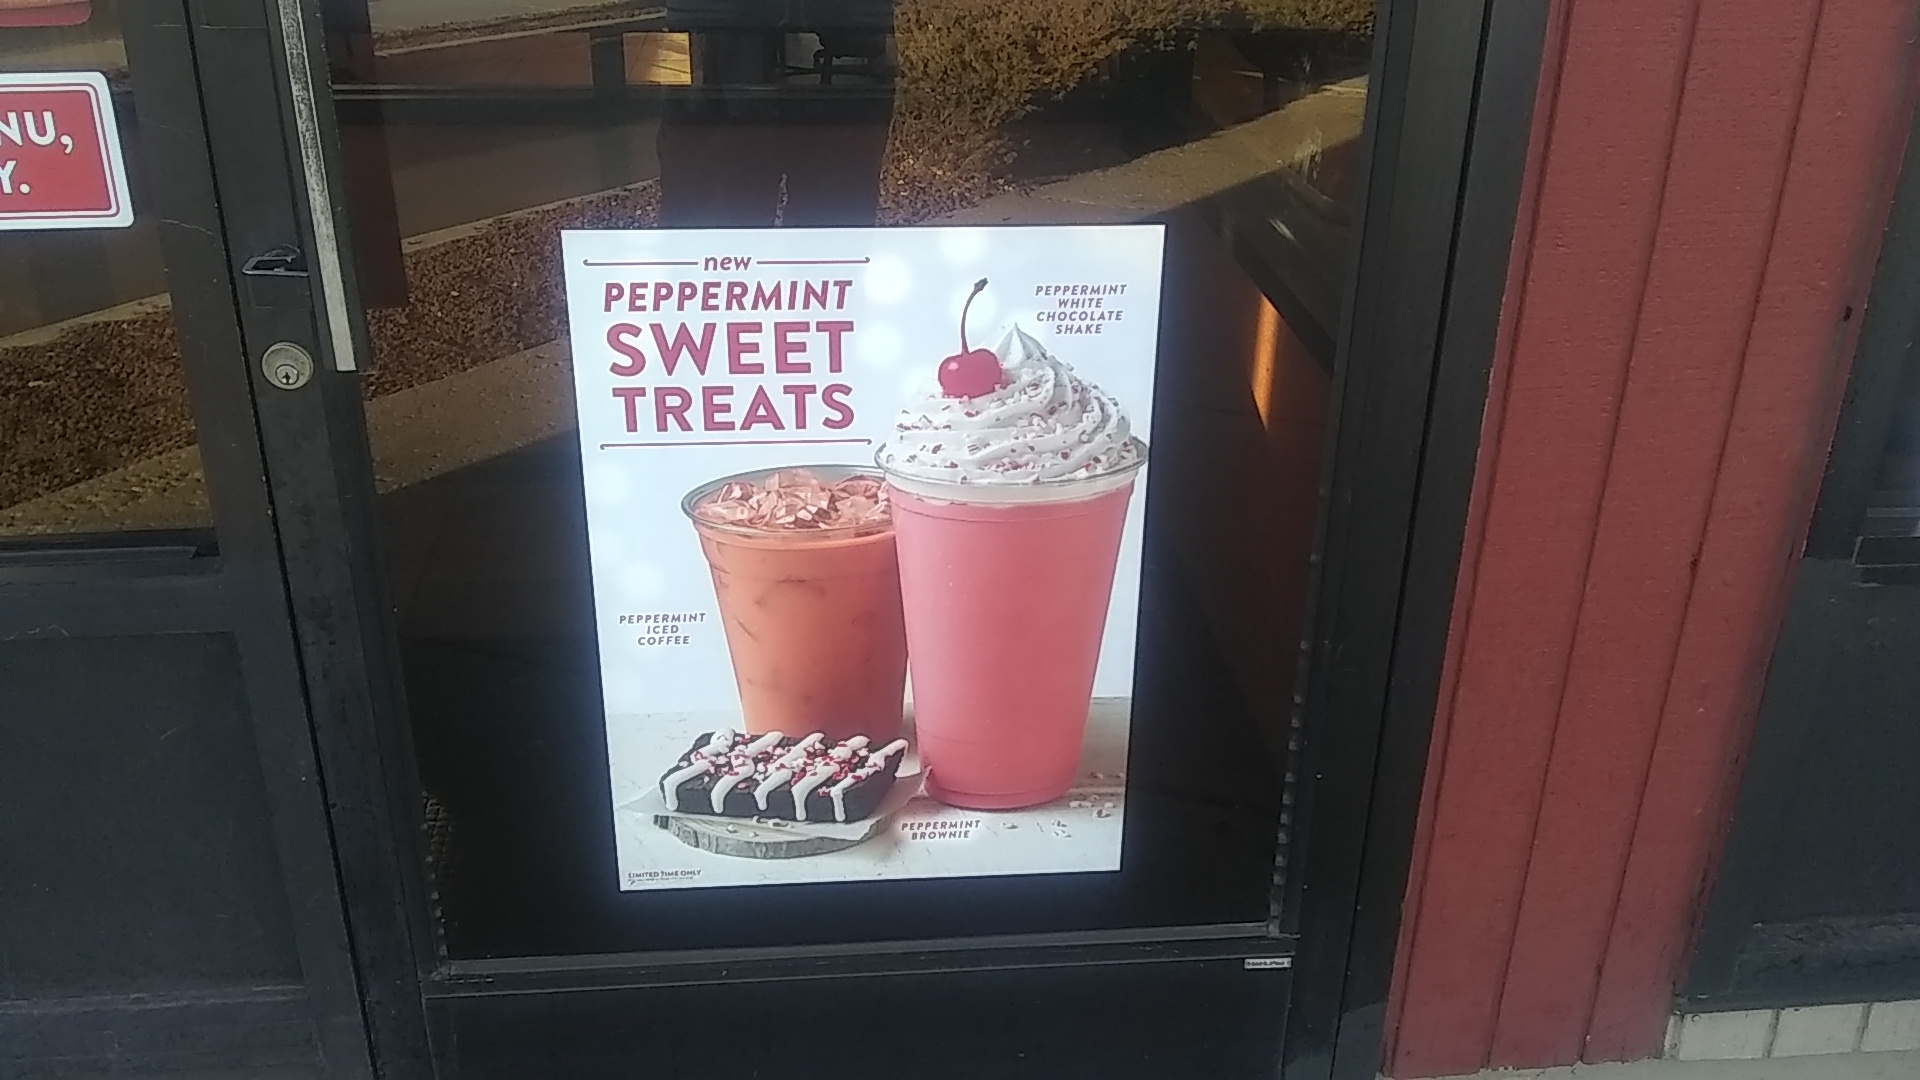 NU,
Y.
new
PEPPERMINT
SWEET
TREATS
PEPPERMINT
WHITE
CHOCOLATE
SHAKE
PEPPERMINT
ICED
COFFEE
PEPPERMINT
BROWNIE
LIMITED TIME ONLY